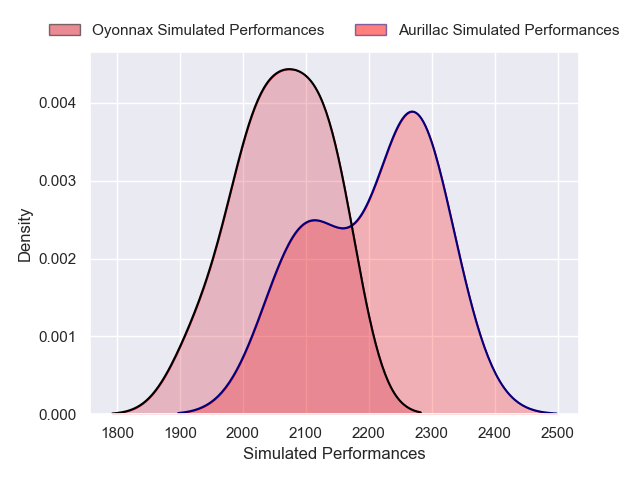 Oyonnax Simulated Performances
Aurillac Simulated Performances
Density
0.004
0.003
0.002
0.001
0.000
1800 1900 2000 2100 2200 2300 2400 2500
Simulated Performances